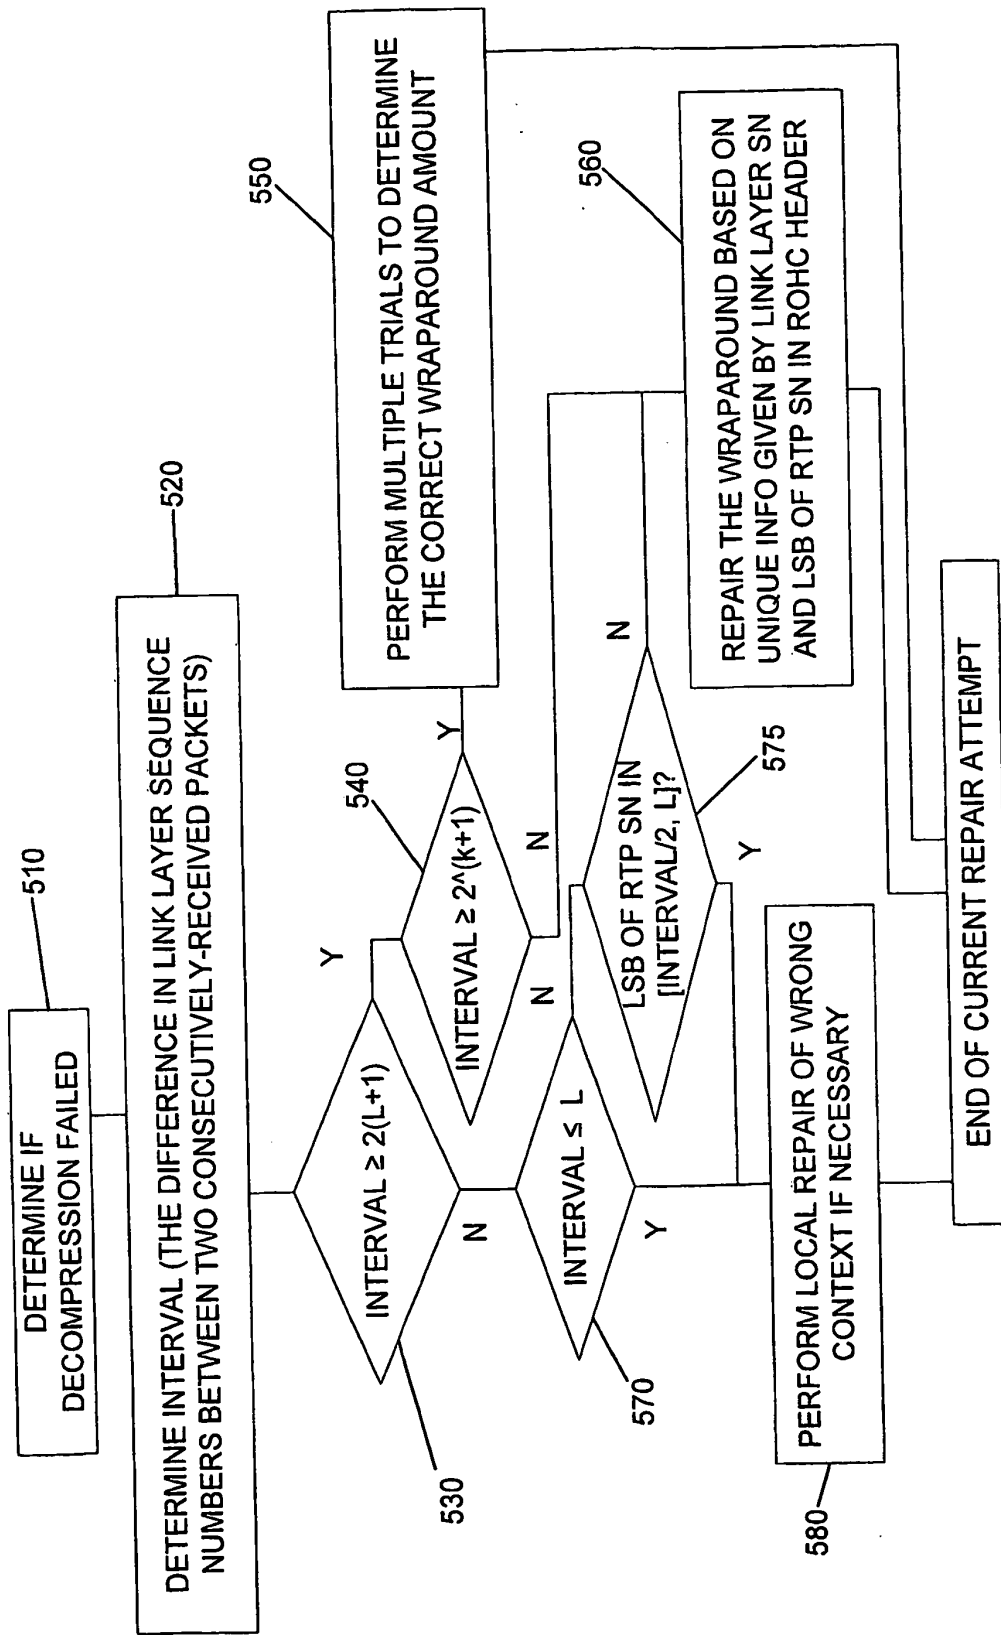 510
DETERMINE IF
DECOMPRESSION FAILED
520
DETERMINE INTERVAL (THE DIFFERENCE IN LINK LAYER SEQUENCE
NUMBERS BETWEEN TWO CONSECUTIVELY-RECEIVED PACKETS)
530
INTERVAL ≥ 2(L+1)
Y
N
540
INTERVAL ≥ 2^(k+1)
Y
N
550
PERFORM MULTIPLE TRIALS TO DETERMINE
THE CORRECT WRAPAROUND AMOUNT
570
INTERVAL ≤ L
N
Y
575
LSB OF RTP SN IN
[INTERVAL/2, L]?
N
Y
560
REPAIR THE WRAPAROUND BASED ON
UNIQUE INFO GIVEN BY LINK LAYER SN
AND LSB OF RTP SN IN ROHC HEADER
580
PERFORM LOCAL REPAIR OF WRONG
CONTEXT IF NECESSARY
END OF CURRENT REPAIR ATTEMPT